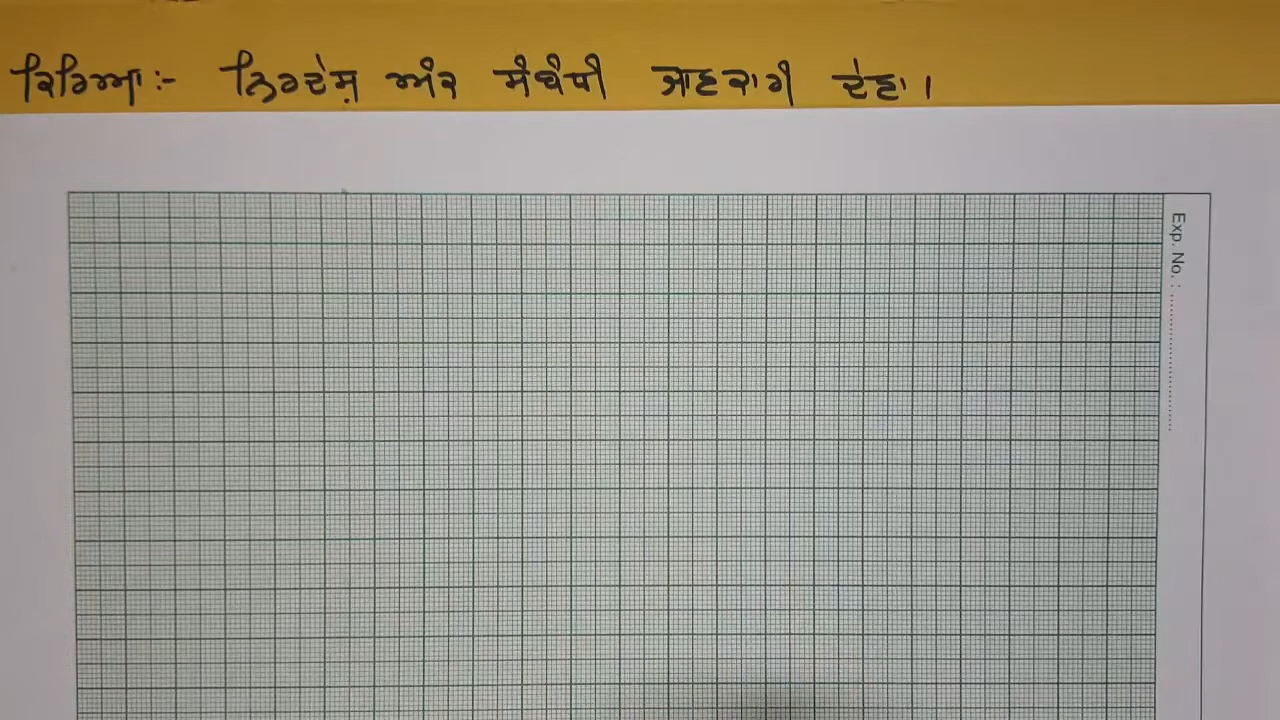 ਕਿਰਿਆ:- ਨਿਰਦੇਸ਼ ਅੰਕ ਸੰਬੰਧੀ ਜਾਣਕਾਰੀ ਦੇਣਾ।
Exp. No. : ........................